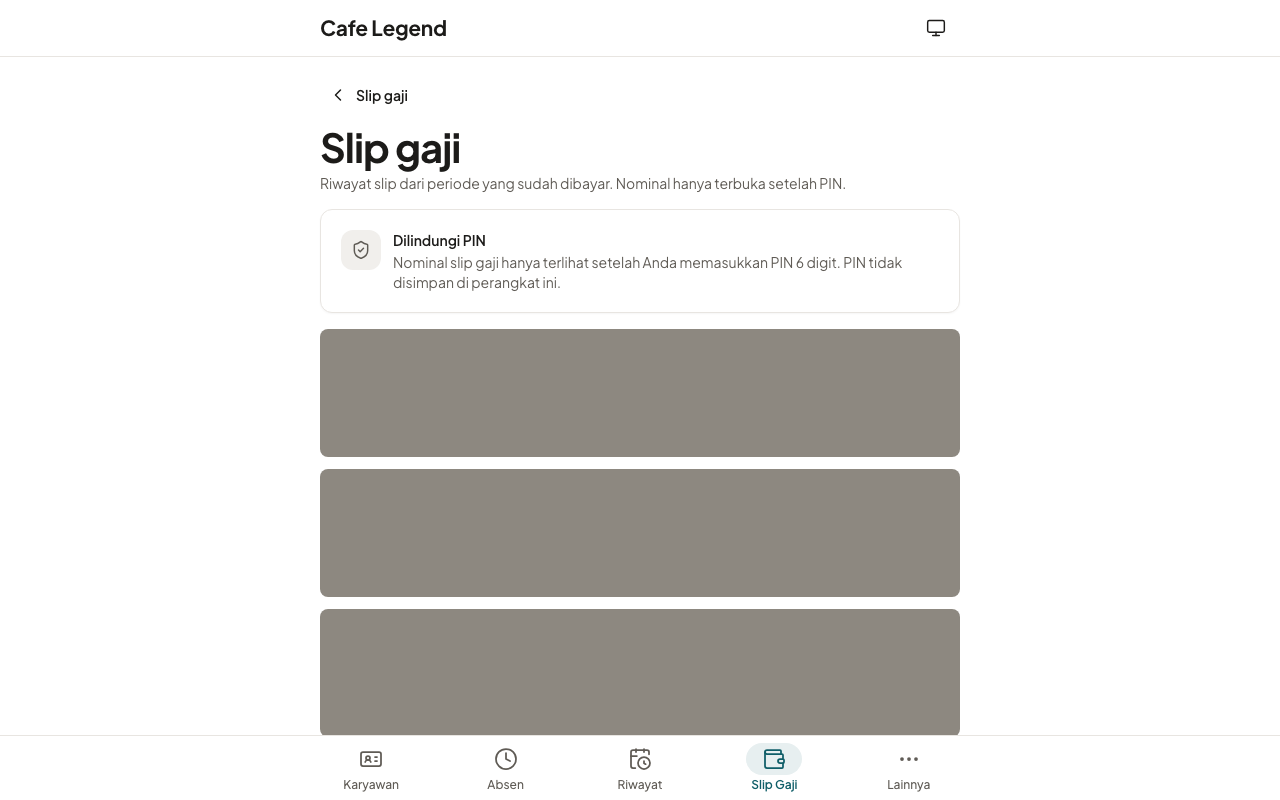 Cafe Legend
Slip gaji
Slip gaji
Riwayat slip dari periode yang sudah dibayar. Nominal hanya terbuka setelah PIN.
Dilindungi PIN
Nominal slip gaji hanya terlihat setelah Anda memasukkan PIN 6 digit. PIN tidak
disimpan di perangkat ini.
Karyawan
Absen
Riwayat
Slip Gaji
Lainnya